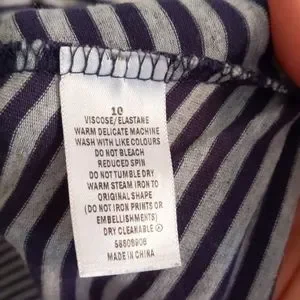 10
VISCOSE/ELASTANE
WARM DELICATE MACHINE
WASH WITH LIKE COLOURS
DO NOT BLEACH
REDUCED SPIN
DO NOT TUMBLE DRY
WARM STEAM IRON TO
ORIGINAL SHAPE
(DO NOT IRON PRINTS OR
EMBELLISHMENTS)
DRY CLEANABLE Ⓟ
MADE IN CHINA